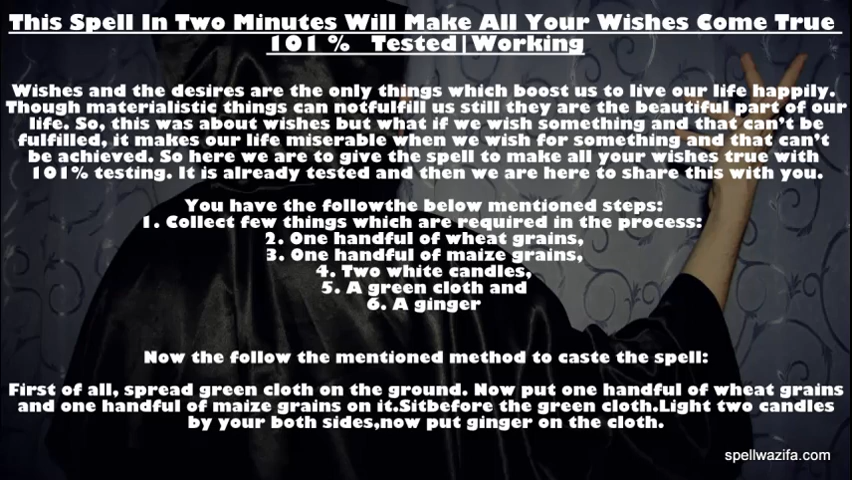 This Spell In Two Minutes Will Make All Your Wishes Come True
101 % Tested|Working
Wishes and the desires are the only things which boost us to live our life happily.
Though materialistic things can notfulfill us still they are the beautiful part of our
life. So, this was about wishes but what if we wish something and that can't be
fulfilled, it makes our life miserable when we wish for something and that can't
be achieved. So here we are to give the spell to make all your wishes true with
101% testing. It is already tested and then we are here to share this with you.
You have the followthe below mentioned steps:
1. Collect few things which are required in the process:
2. One handful of wheat grains,
3. One handful of maize grains,
4. Two white candles,
5. A green cloth and
6. A ginger
Now the follow the mentioned method to caste the spell:
First of all, spread green cloth on the ground. Now put one handful of wheat grains
and one handful of maize grains on it.Sitbefore the green cloth.Light two candles
by your both sides,now put ginger on the cloth.
spellwazifa.com